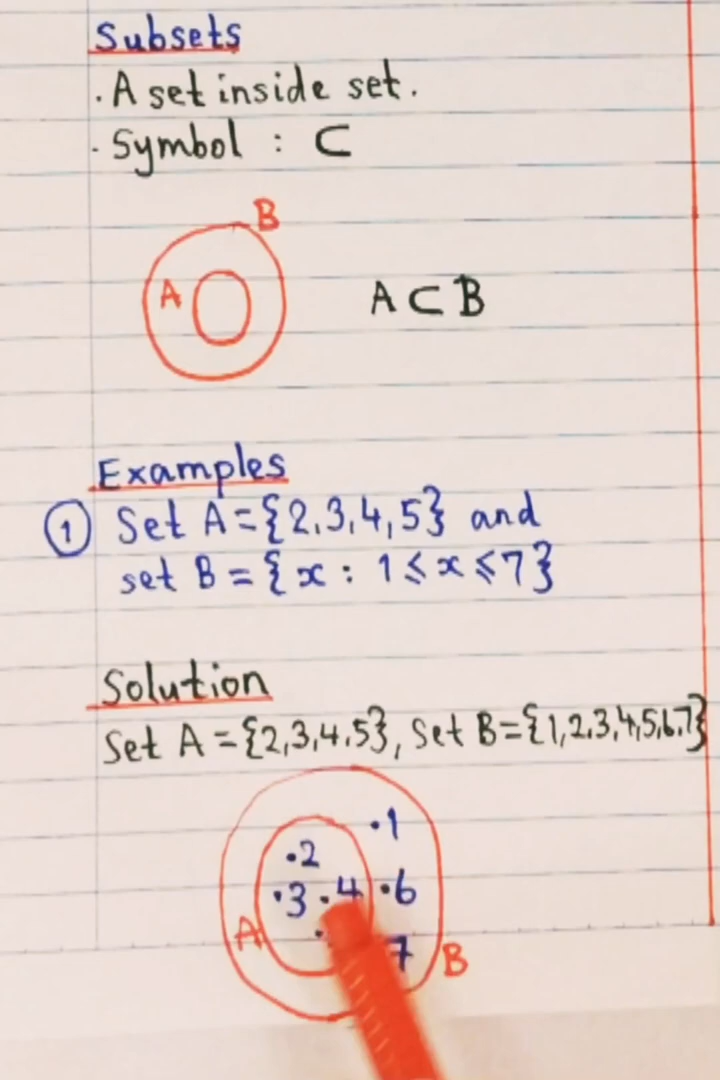 Subsets
· A set inside set.
· Symbol : ⊂
B
A
A ⊂ B
Examples
① Set A = {2,3,4,5} and
set B = {x : 1 ≤ x ≤ 7}
Solution
Set A = {2,3,4,5}, Set B = {1,2,3,4,5,6,7}
·1
·2
·3 ·4 ·6
A
7 B